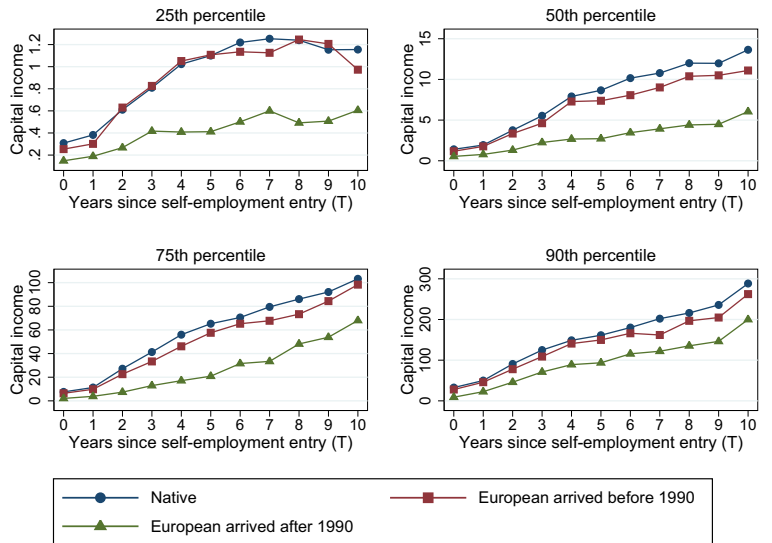 25th percentile
Capital income
.2 .4 .6 .8 1 1.2
0 1 2 3 4 5 6 7 8 9 10
Years since self-employment entry (T)
50th percentile
Capital income
0 5 10 15
0 1 2 3 4 5 6 7 8 9 10
Years since self-employment entry (T)
75th percentile
Capital income
0 20 40 60 80 100
0 1 2 3 4 5 6 7 8 9 10
Years since self-employment entry (T)
90th percentile
Capital income
0 100 200 300
0 1 2 3 4 5 6 7 8 9 10
Years since self-employment entry (T)
Native
European arrived before 1990
European arrived after 1990